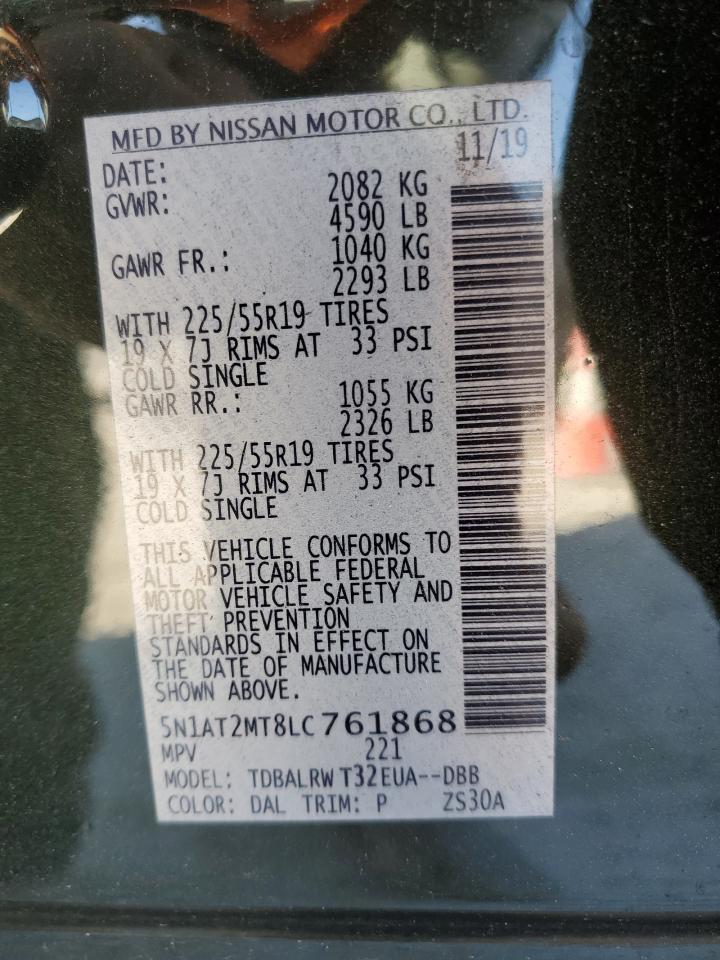 MFD BY NISSAN MOTOR CO., LTD.
DATE: 11/19
GVWR: 2082 KG
4590 LB
GAWR FR.: 1040 KG
2293 LB
WITH 225/55R19 TIRES
19 X 7J RIMS AT 33 PSI
COLD SINGLE
GAWR RR.: 1055 KG
2326 LB
WITH 225/55R19 TIRES
19 X 7J RIMS AT 33 PSI
COLD SINGLE
THIS VEHICLE CONFORMS TO
ALL APPLICABLE FEDERAL
MOTOR VEHICLE SAFETY AND
THEFT PREVENTION
STANDARDS IN EFFECT ON
THE DATE OF MANUFACTURE
SHOWN ABOVE.
5N1AT2MT8LC761868
MPV 221
MODEL: TDBALRW T32EUA--DBB
COLOR: DAL TRIM: P ZS30A